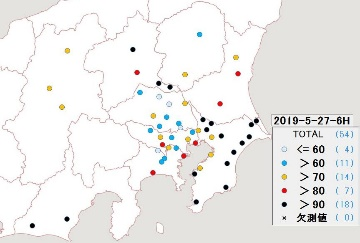 2019-5-27-6H
TOTAL (54)
<= 60 ( 4)
> 60 (11)
> 70 (14)
> 80 ( 7)
> 90 (18)
× 欠測値 ( 0)